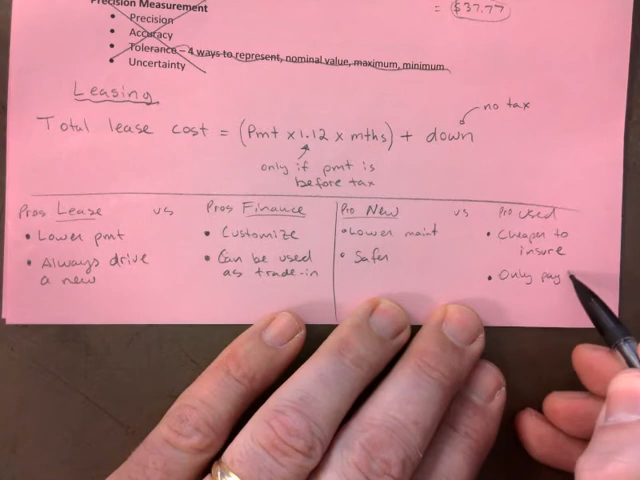 Precision Measurement
• Precision
= $37.77
• Accuracy
• Tolerance – 4 ways to represent, nominal value, maximum, minimum
• Uncertainty
Leasing
no tax
Total lease cost = (Pmt x 1.12 x mths) + down
only if pmt is
before tax
Pros Lease vs Pros Finance
• Lower pmt
• Always drive
a new
• Customize
• Can be used
as trade-in
Pro New vs Pro Used
• Lower maint
• Safer
• Cheaper to
insure
• Only pay